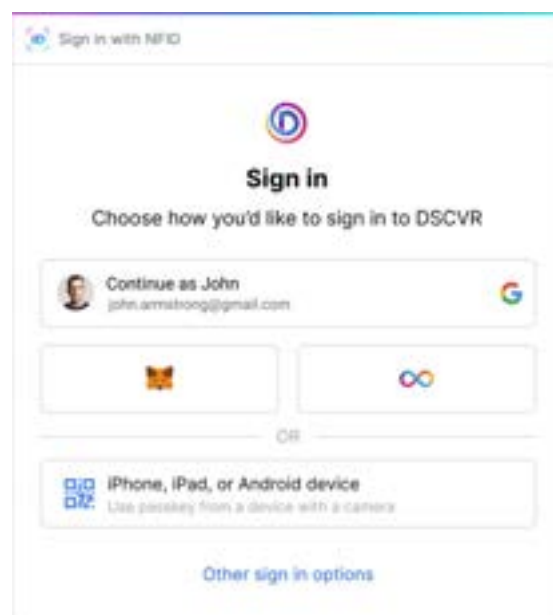 Sign in with NFID
Sign in
Choose how you'd like to sign in to DSCVR
Continue as John
john.armstrong@gmail.com
OR
iPhone, iPad, or Android device
Use passkey from a device with a camera
Other sign in options